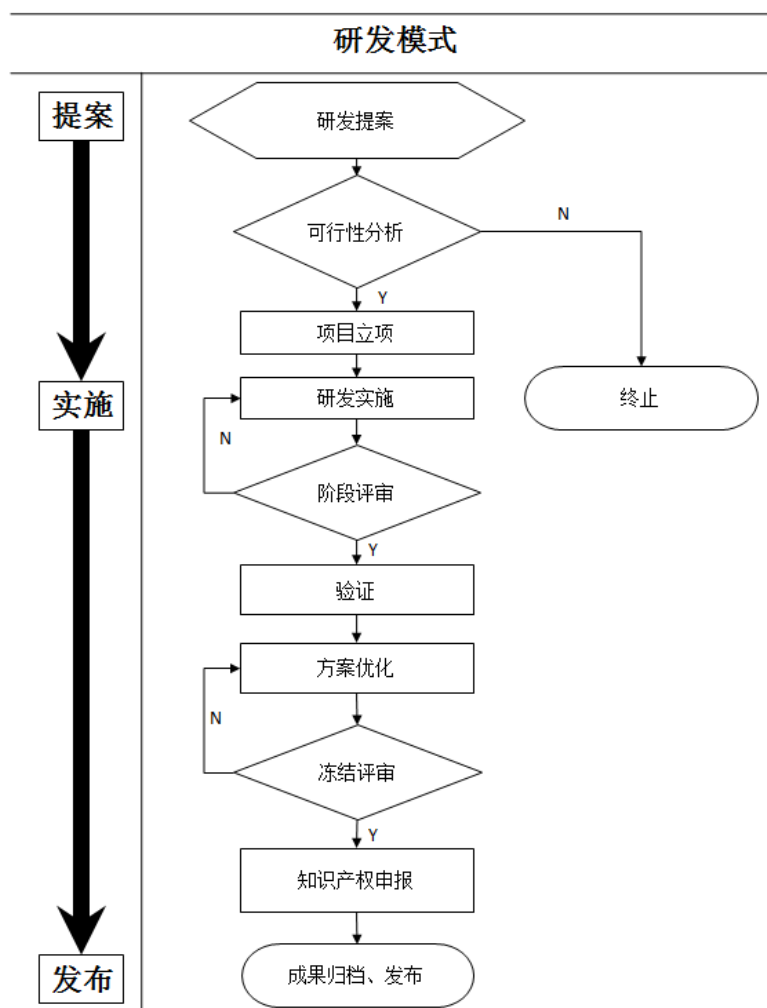 研发模式
提案
研发提案
可行性分析
N
Y
项目立项
实施
研发实施
终止
N
阶段评审
Y
验证
方案优化
N
冻结评审
Y
知识产权申报
发布
成果归档、发布